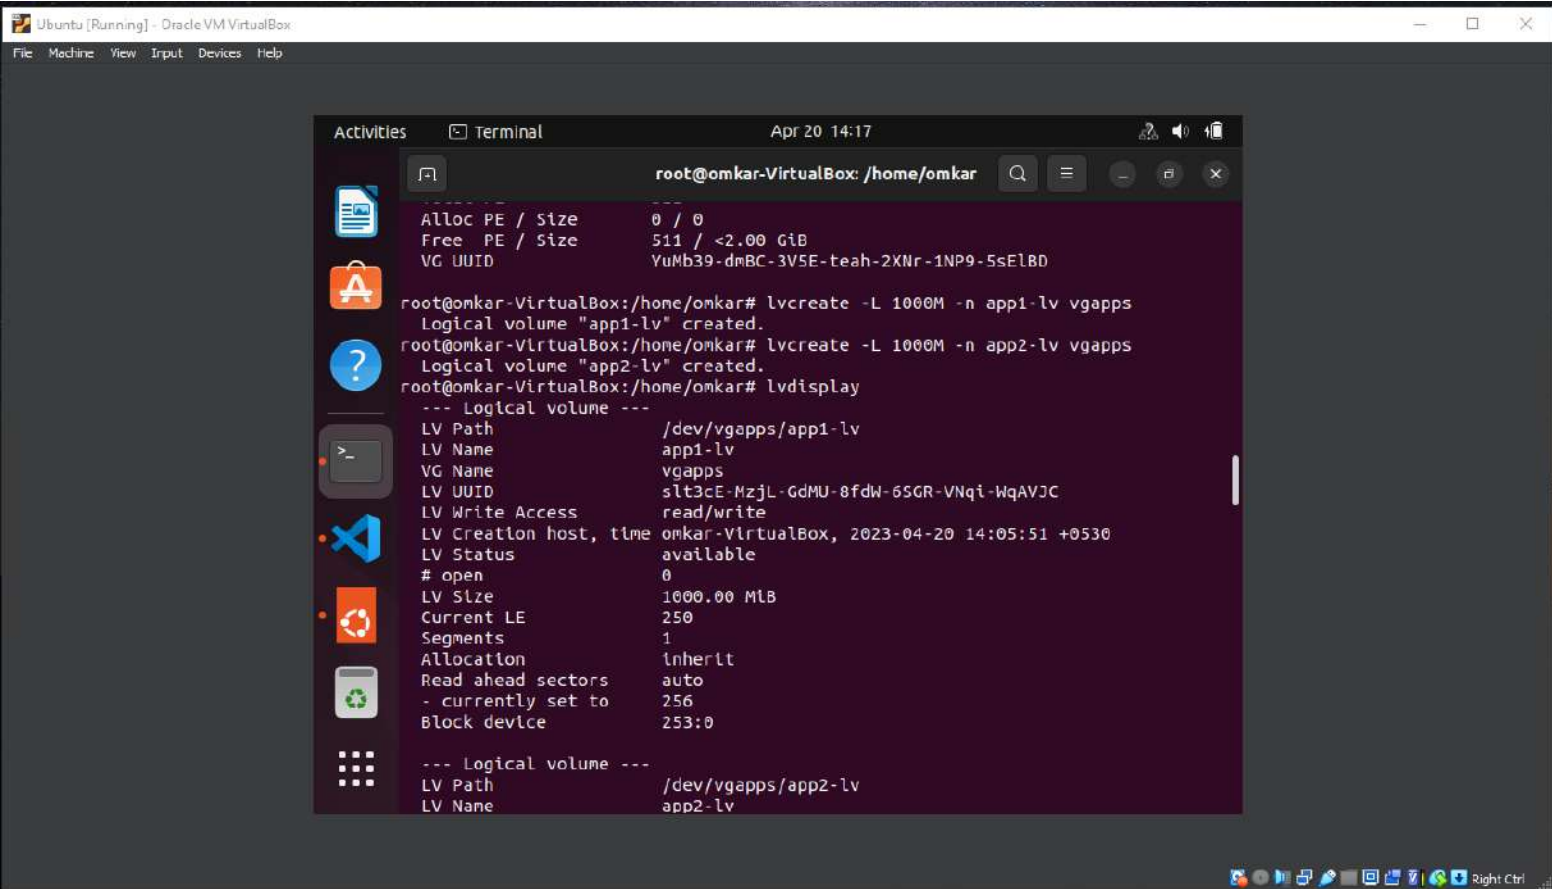 Ubuntu [Running] - Oracle VM VirtualBox
File Machine View Input Devices Help
Activities Terminal Apr 20 14:17
root@omkar-VirtualBox: /home/omkar
Alloc PE / Size 0 / 0
Free PE / Size 511 / <2.00 GiB
VG UUID YuMb39-dmBC-3V5E-teah-2XNr-1NP9-5sElBD
root@omkar-VirtualBox:/home/omkar# lvcreate -L 1000M -n app1-lv vgapps
Logical volume "app1-lv" created.
root@omkar-VirtualBox:/home/omkar# lvcreate -L 1000M -n app2-lv vgapps
Logical volume "app2-lv" created.
root@omkar-VirtualBox:/home/omkar# lvdisplay
--- Logical volume ---
LV Path /dev/vgapps/app1-lv
LV Name app1-lv
VG Name vgapps
LV UUID slt3cE-MzjL-GdMU-8fdW-6SGR-VNqi-WqAVJC
LV Write Access read/write
LV Creation host, time omkar-VirtualBox, 2023-04-20 14:05:51 +0530
LV Status available
# open 0
LV Size 1000.00 MiB
Current LE 250
Segments 1
Allocation inherit
Read ahead sectors auto
- currently set to 256
Block device 253:0
--- Logical volume ---
LV Path /dev/vgapps/app2-lv
LV Name app2-lv
Right Ctrl